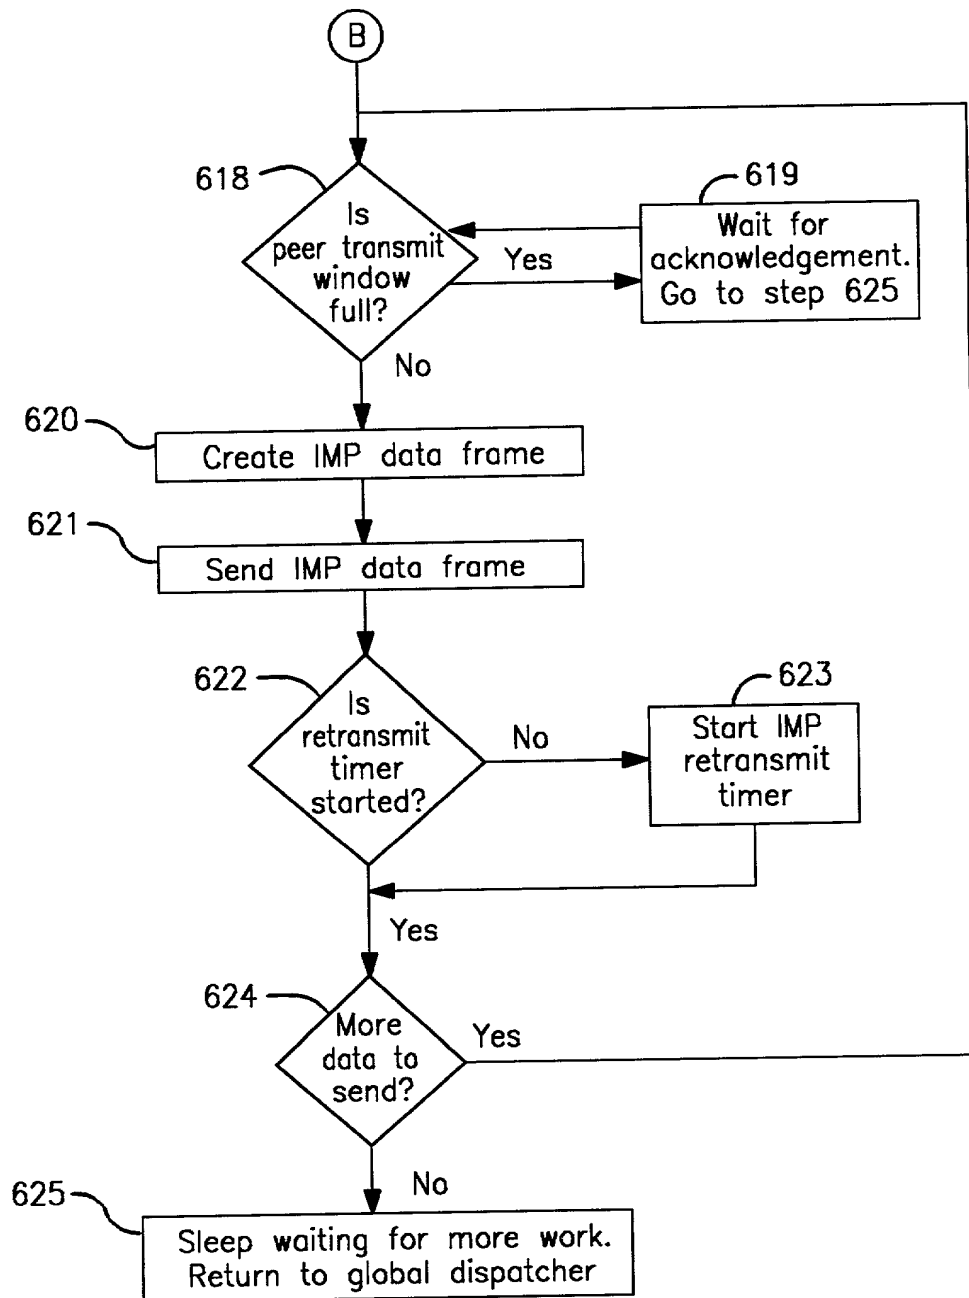 B
618
Is
peer transmit
window
full?
Yes
619
Wait for
acknowledgement.
Go to step 625
No
620
Create IMP data frame
621
Send IMP data frame
622
Is
retransmit
timer
started?
No
623
Start IMP
retransmit
timer
Yes
624
More
data to
send?
Yes
No
625
Sleep waiting for more work.
Return to global dispatcher